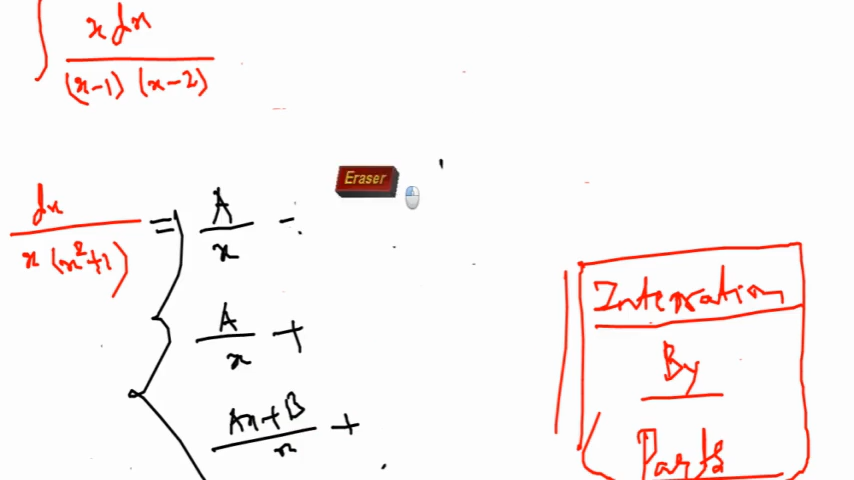 ∫ x dx
(x-1) (x-2)
Eraser
dx
x (x²+1)
= A
x
A +
x
Ax+B +
x
Integration
By
Parts